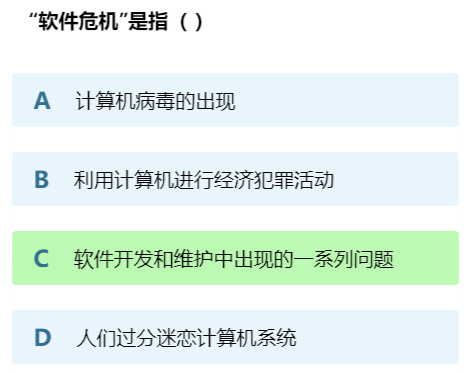 “软件危机”是指（ ）
A 计算机病毒的出现
B 利用计算机进行经济犯罪活动
C 软件开发和维护中出现的一系列问题
D 人们过分迷恋计算机系统